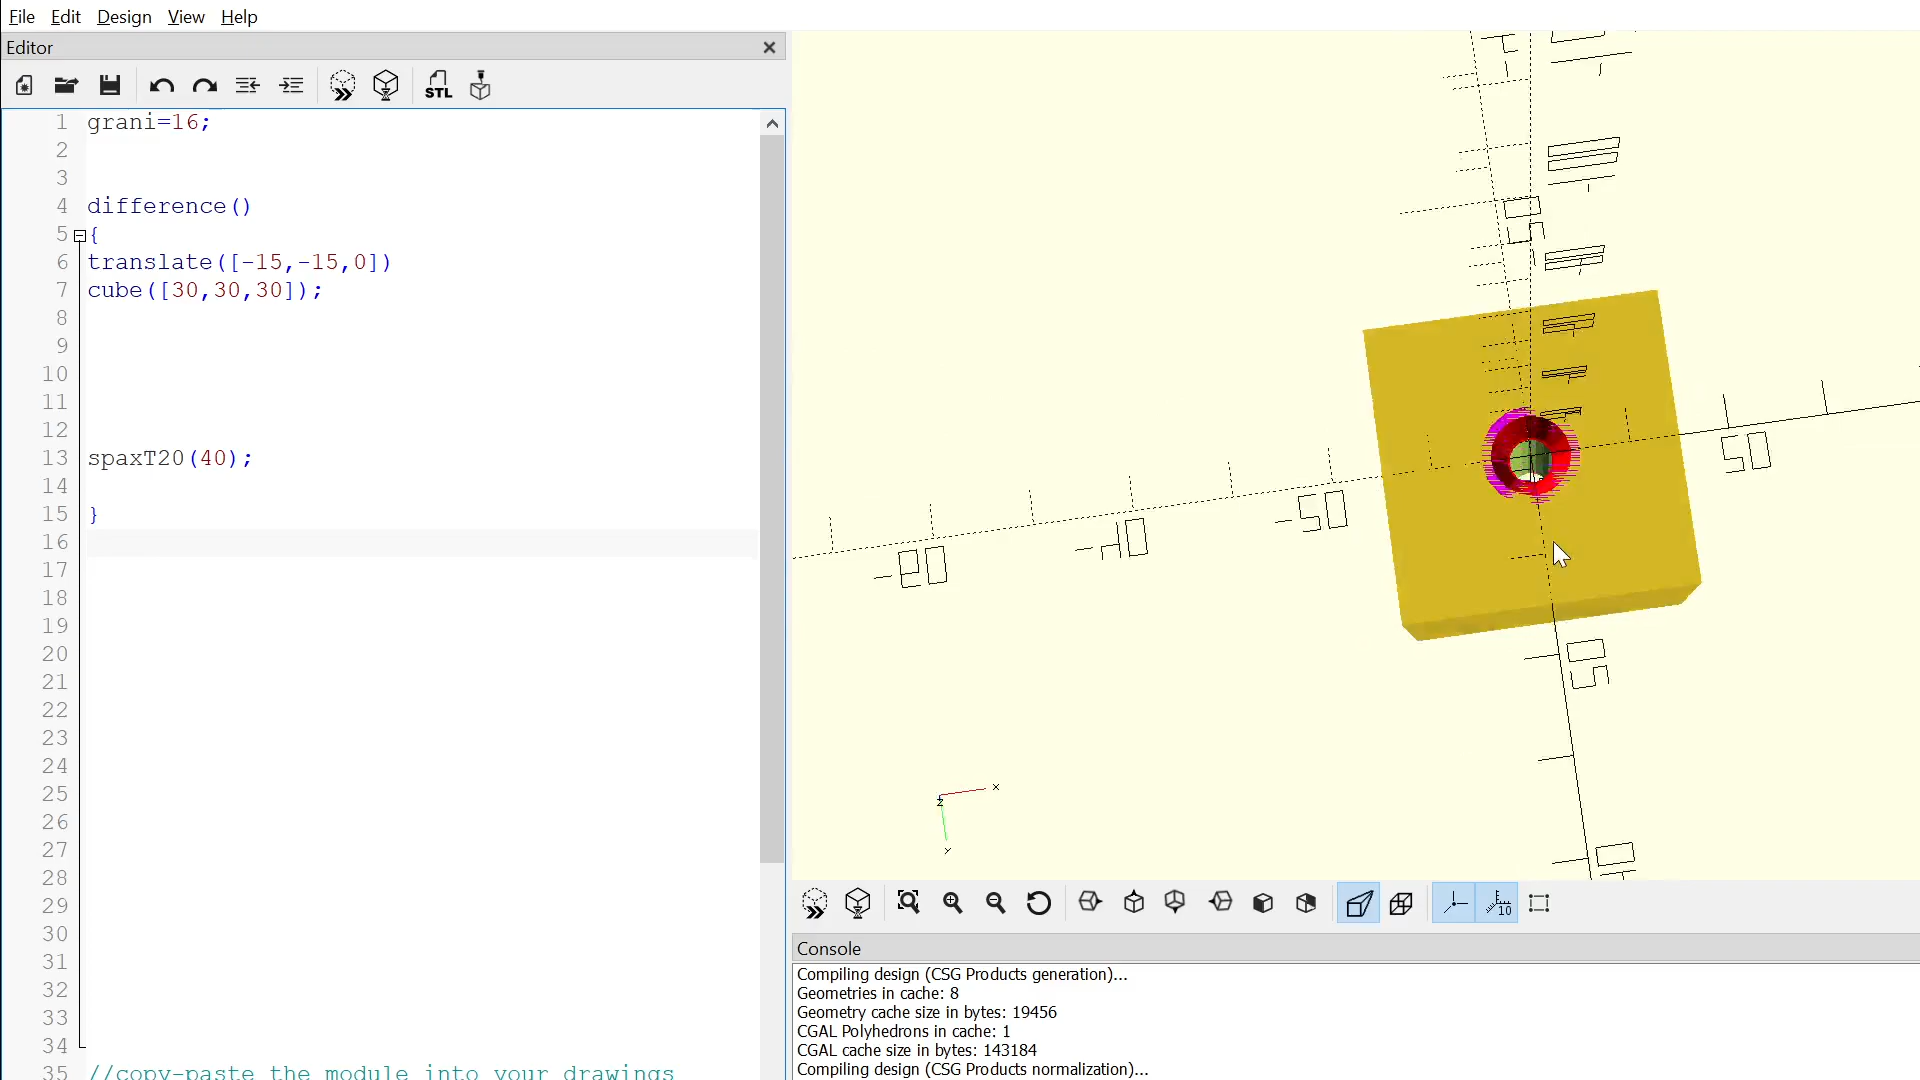 File Edit Design View Help
Editor
STL
1 grani=16;
2
3
4 difference()
5 {
6 translate([-15,-15,0])
7 cube([30,30,30]);
8
9
10
11
12
13 spaxT20(40);
14
15 }
16
17
18
19
20
21
22
23
24
25
26
27
28
29
30
31
32
33
34
35 //copy-paste the module into your drawings
x
z
y
10
Console
Compiling design (CSG Products generation)...
Geometries in cache: 8
Geometry cache size in bytes: 19456
CGAL Polyhedrons in cache: 1
CGAL cache size in bytes: 143184
Compiling design (CSG Products normalization)...